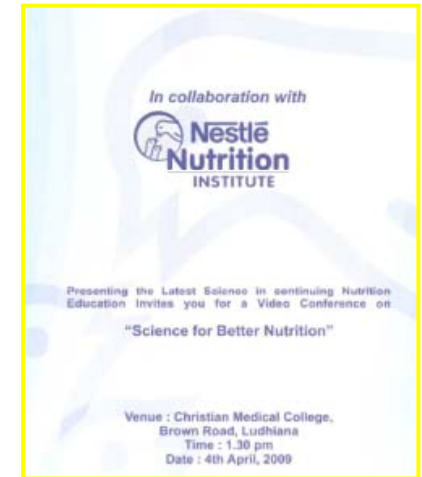 In collaboration with
Nestlé
Nutrition
INSTITUTE
Presenting the Latest Science in continuing Nutrition
Education Invites you for a Video Conference on
“Science for Better Nutrition”
Venue : Christian Medical College,
Brown Road, Ludhiana
Time : 1.30 pm
Date : 4th April, 2009